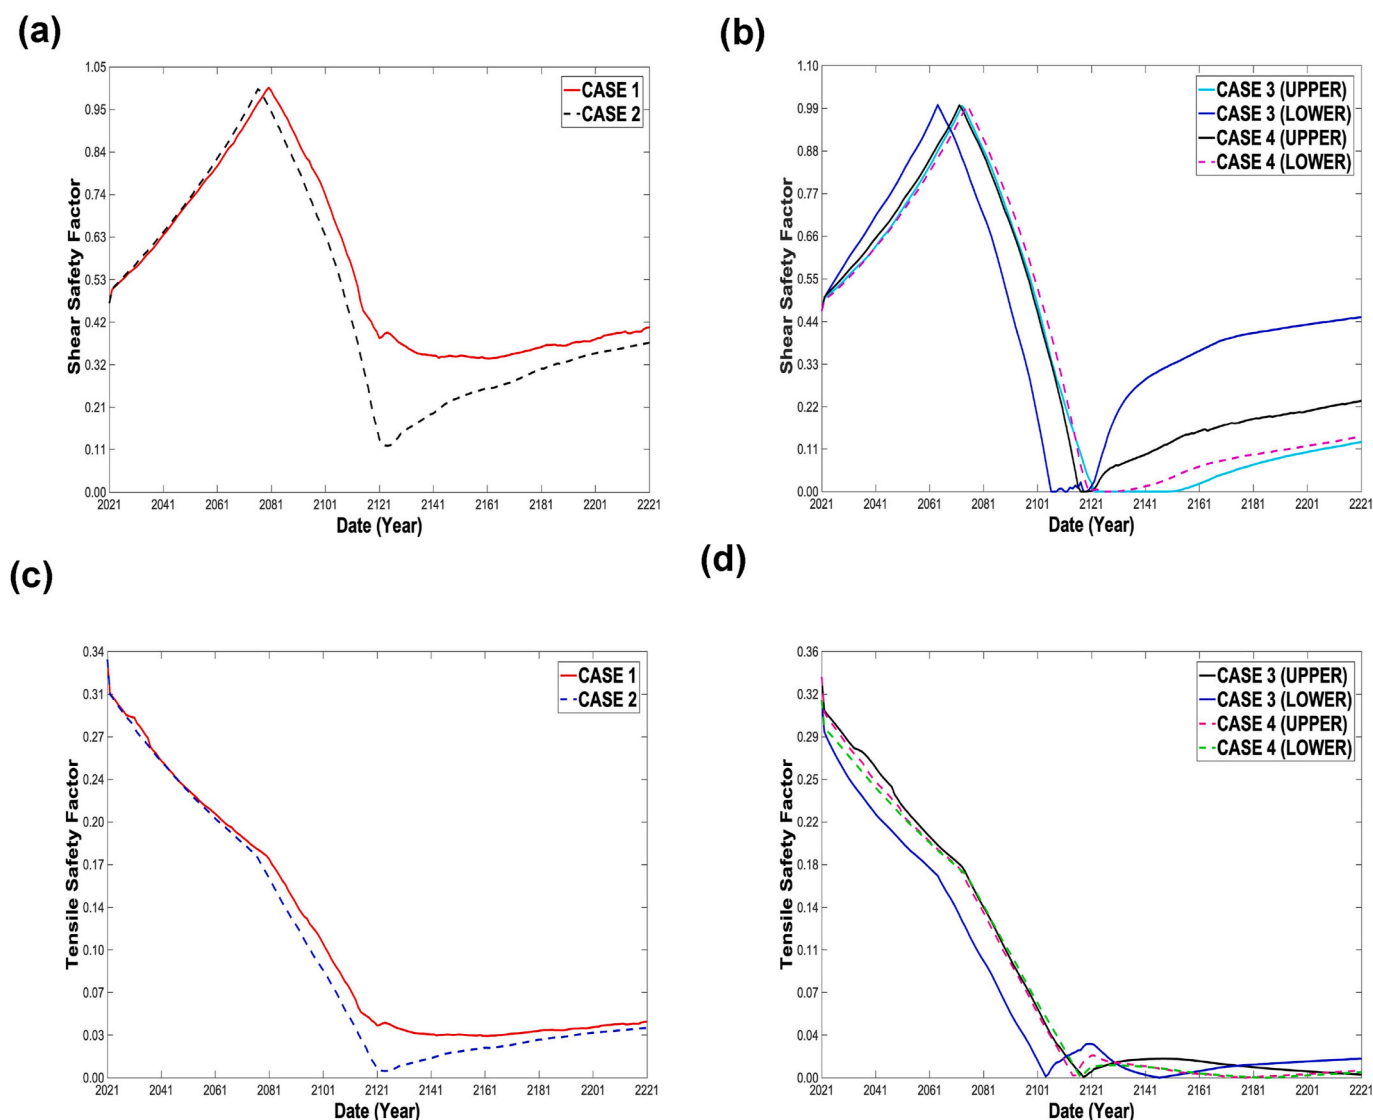 (a)
1.05
0.95
0.84
0.74
0.63
0.53
0.42
0.32
0.21
0.11
0.00
Shear Safety Factor
CASE 1
CASE 2
2021 2041 2061 2081 2101 2121 2141 2161 2181 2201 2221
Date (Year)
(b)
1.10
0.99
0.88
0.77
0.66
0.55
0.44
0.33
0.22
0.11
0.00
Shear Safety Factor
CASE 3 (UPPER)
CASE 3 (LOWER)
CASE 4 (UPPER)
CASE 4 (LOWER)
2021 2041 2061 2081 2101 2121 2141 2161 2181 2201 2221
Date (Year)
(c)
0.34
0.31
0.27
0.24
0.20
0.17
0.14
0.10
0.07
0.03
0.00
Tensile Safety Factor
CASE 1
CASE 2
2021 2041 2061 2081 2101 2121 2141 2161 2181 2201 2221
Date (Year)
(d)
0.36
0.32
0.29
0.25
0.22
0.18
0.14
0.11
0.07
0.04
0.00
Tensile Safety Factor
CASE 3 (UPPER)
CASE 3 (LOWER)
CASE 4 (UPPER)
CASE 4 (LOWER)
2021 2041 2061 2081 2101 2121 2141 2161 2181 2201 2221
Date (Year)